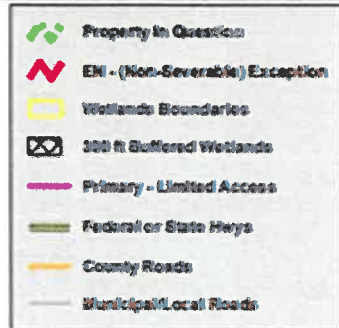 Property In Question
EN - (Non-Severable) Exception
Wetlands Boundaries
300 ft Buffered Wetlands
Primary - Limited Access
Federal or State Hwys
County Roads
Municipal/Local Roads